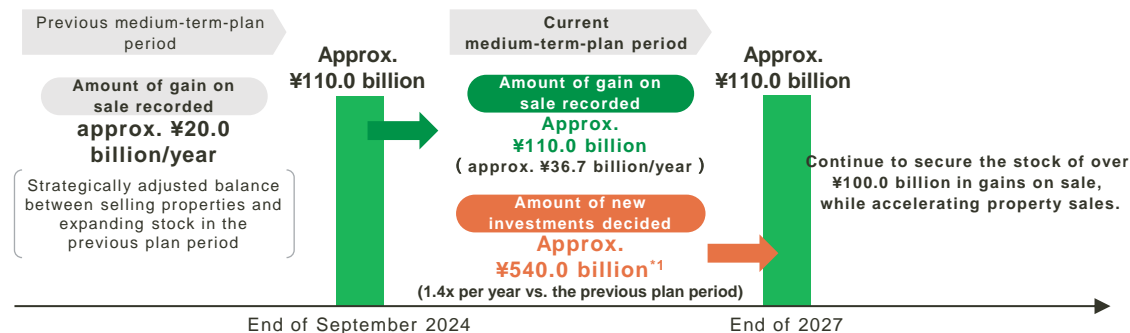 Previous medium-term-plan
period
Amount of gain on
sale recorded
approx. ¥20.0
billion/year
Strategically adjusted balance
between selling properties and
expanding stock in the
previous plan period
Approx.
¥110.0 billion
Current
medium-term-plan period
Amount of gain on
sale recorded
Approx.
¥110.0 billion
( approx. ¥36.7 billion/year )
Amount of new
investments decided
Approx.
¥540.0 billion*1
(1.4x per year vs. the previous plan period)
Approx.
¥110.0 billion
Continue to secure the stock of over
¥100.0 billion in gains on sale,
while accelerating property sales.
End of September 2024
End of 2027